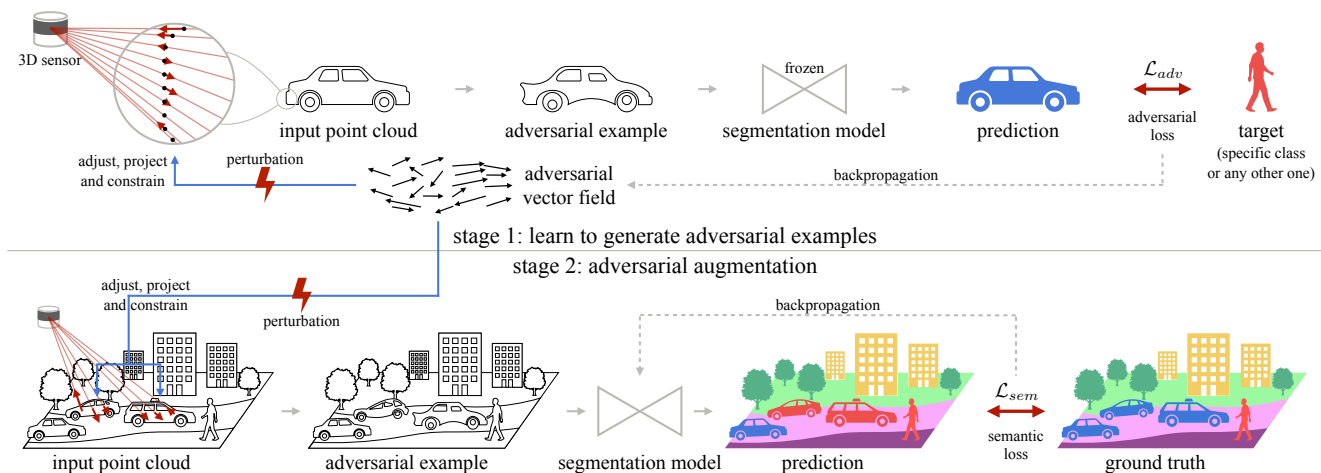 3D sensor
input point cloud
adversarial example
frozen
segmentation model
prediction
ℒadv
adversarial
loss
target
(specific class
or any other one)
adjust, project
and constrain
perturbation
adversarial
vector field
backpropagation
stage 1: learn to generate adversarial examples
stage 2: adversarial augmentation
adjust, project
and constrain
perturbation
backpropagation
input point cloud
adversarial example
segmentation model
prediction
ℒsem
semantic
loss
ground truth